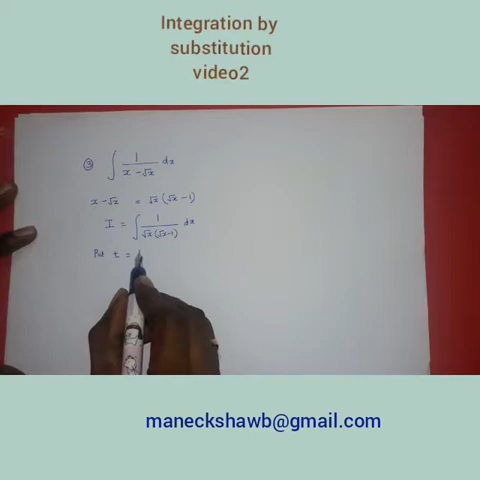 Integration by
substitution
video2
③ ∫ 1/(x - √x) dx
x - √x = √x (√x - 1)
I = ∫ 1/(√x (√x - 1)) dx
Put t =
maneckshawb@gmail.com